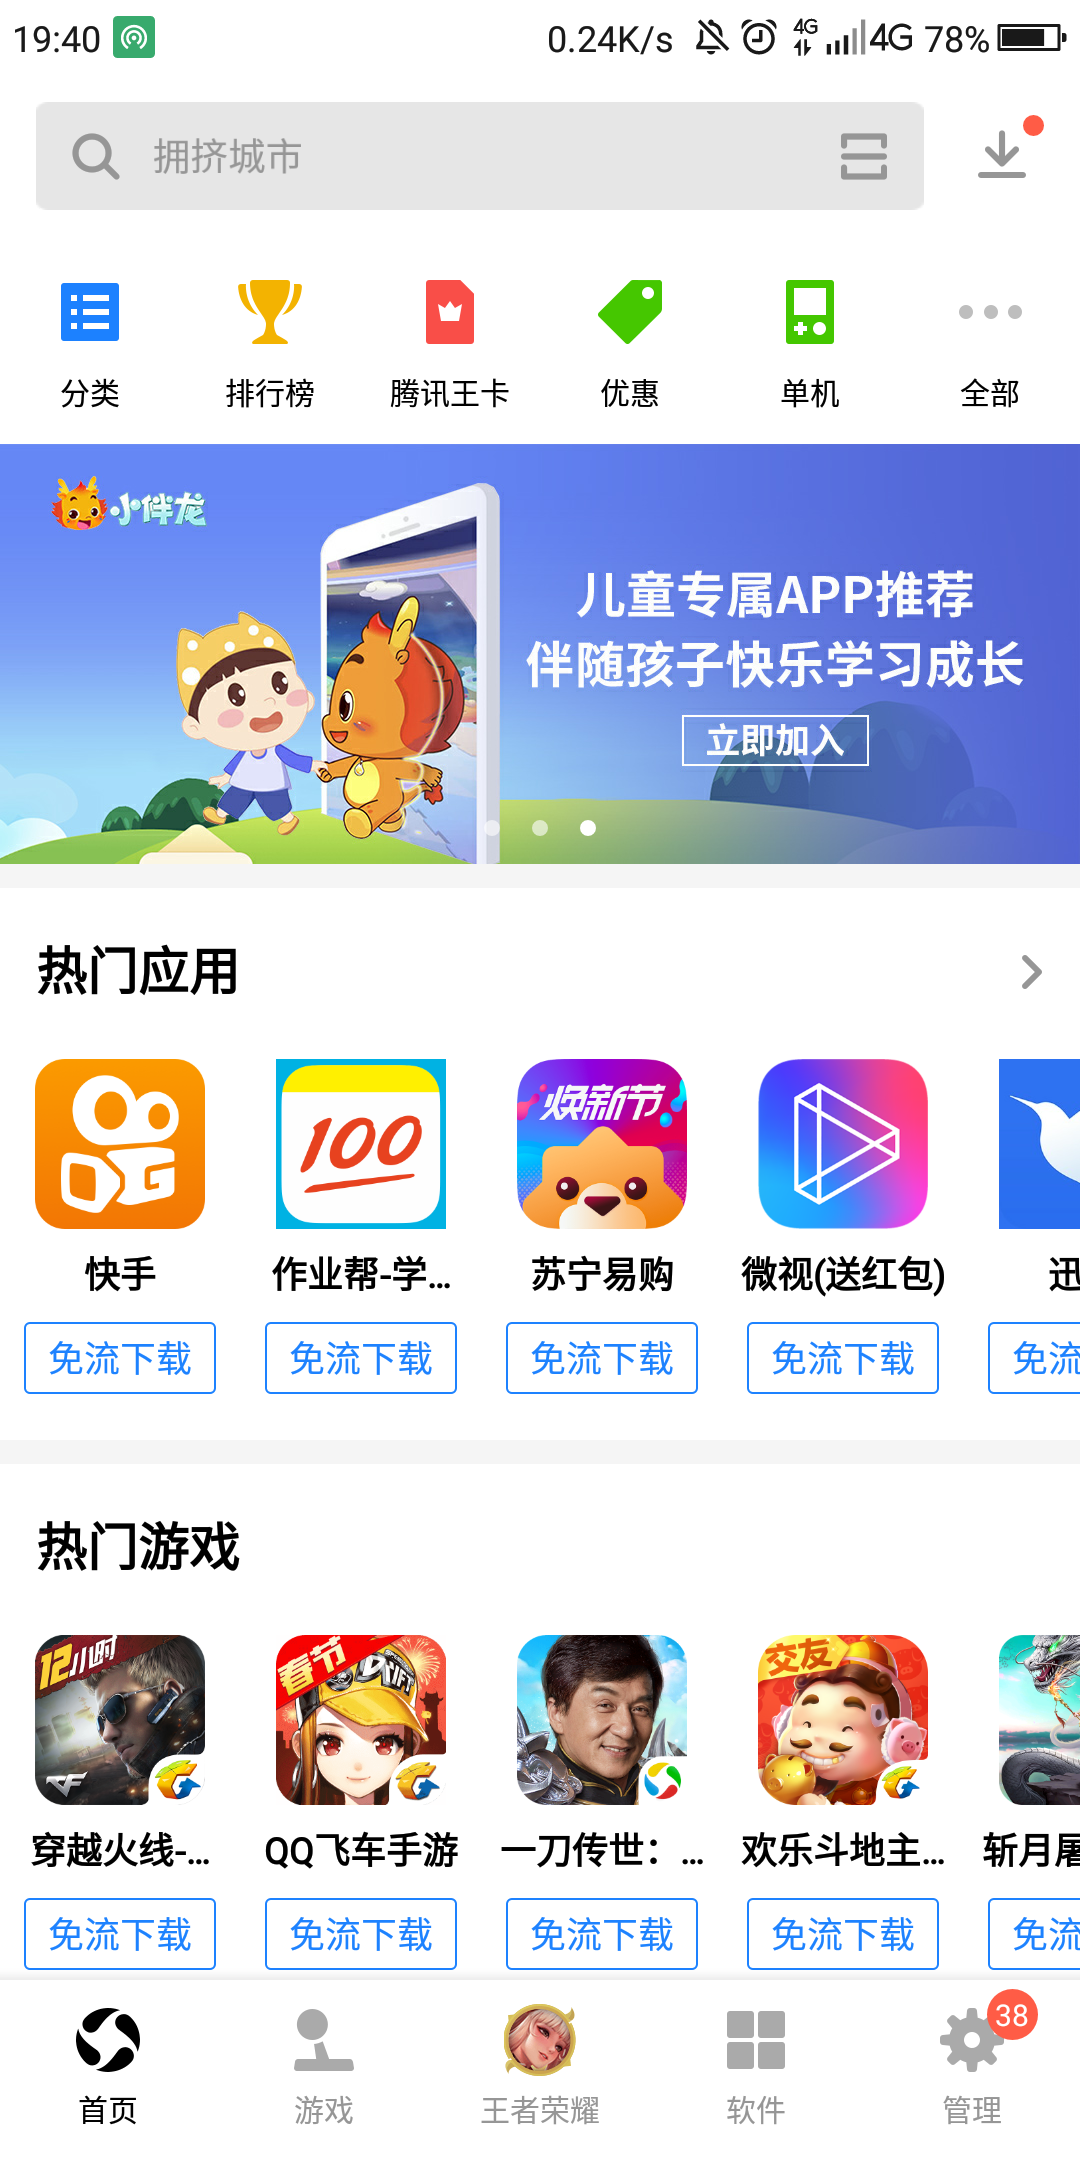 19:40 0.24K/s 4G 4G 78%
拥挤城市
分类 排行榜 腾讯王卡 优惠 单机 全部
小伴龙
儿童专属APP推荐
伴随孩子快乐学习成长
立即加入
热门应用
100 焕新节
快手 作业帮-学... 苏宁易购 微视(送红包) 迅
免流下载 免流下载 免流下载 免流下载 免流
热门游戏
12小时 春节 DRIFT 交友
CF
穿越火线-... QQ飞车手游 一刀传世：... 欢乐斗地主... 斩月屠
免流下载 免流下载 免流下载 免流下载 免流
38
首页 游戏 王者荣耀 软件 管理